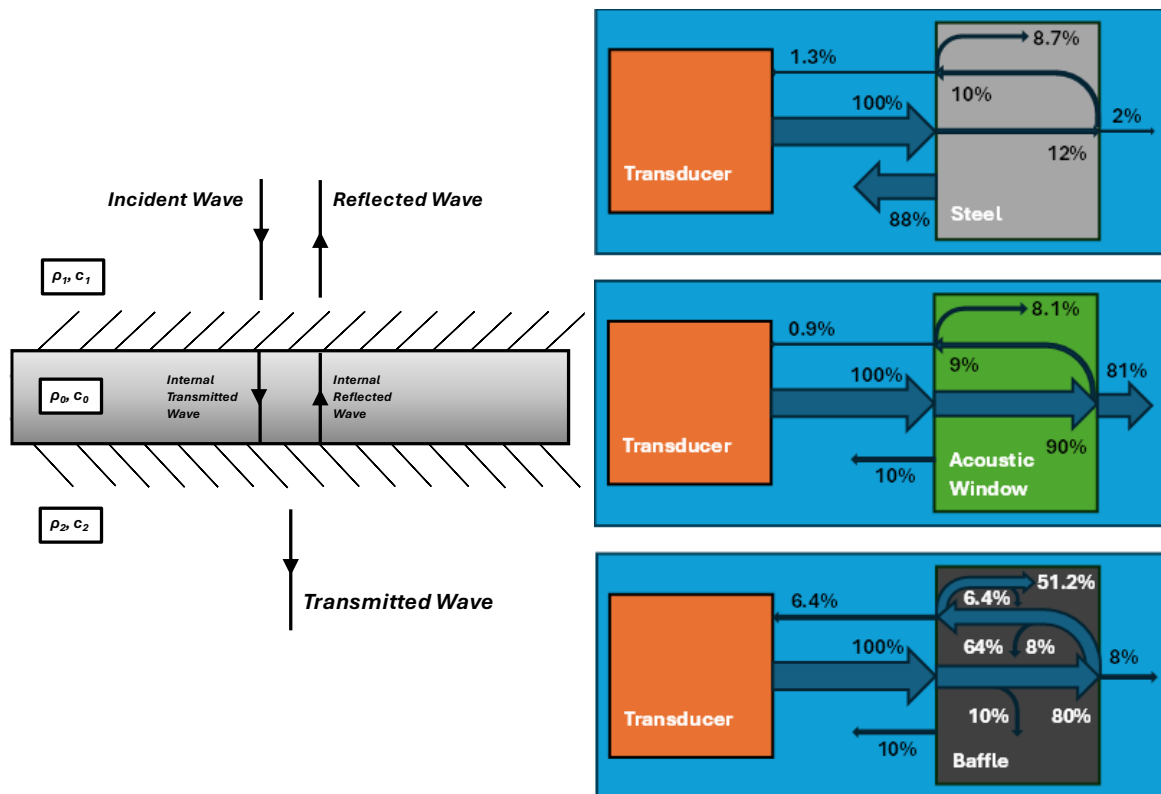 Incident Wave
Reflected Wave
ρ₁, c₁
ρ₀, c₀
Internal
Transmitted
Wave
Internal
Reflected
Wave
ρ₂, c₂
Transmitted Wave
Transducer
1.3%
8.7%
100%
10%
2%
12%
88%
Steel
Transducer
0.9%
8.1%
100%
9%
81%
90%
10%
Acoustic
Window
Transducer
6.4%
51.2%
6.4%
100%
64%
8%
8%
10%
80%
10%
Baffle